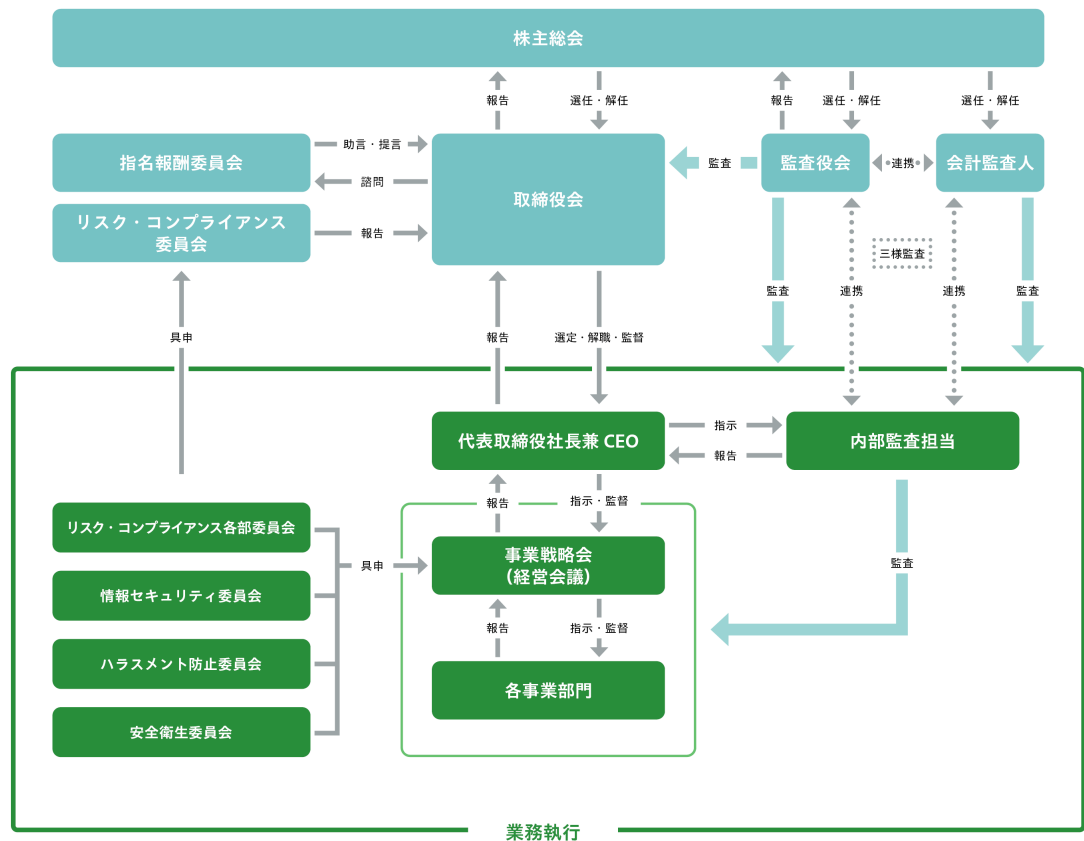 株主総会
報告
選任・解任
報告
選任・解任
選任・解任
指名報酬委員会
助言・提言
諮問
取締役会
監査
監査役会
連携
会計監査人
リスク・コンプライアンス
委員会
報告
三様監査
監査
連携
連携
監査
具申
報告
選定・解職・監督
代表取締役社長兼 CEO
指示
報告
内部監査担当
報告
指示・監督
リスク・コンプライアンス各部委員会
情報セキュリティ委員会
ハラスメント防止委員会
安全衛生委員会
具申
事業戦略会
（経営会議）
監査
報告
指示・監督
各事業部門
業務執行